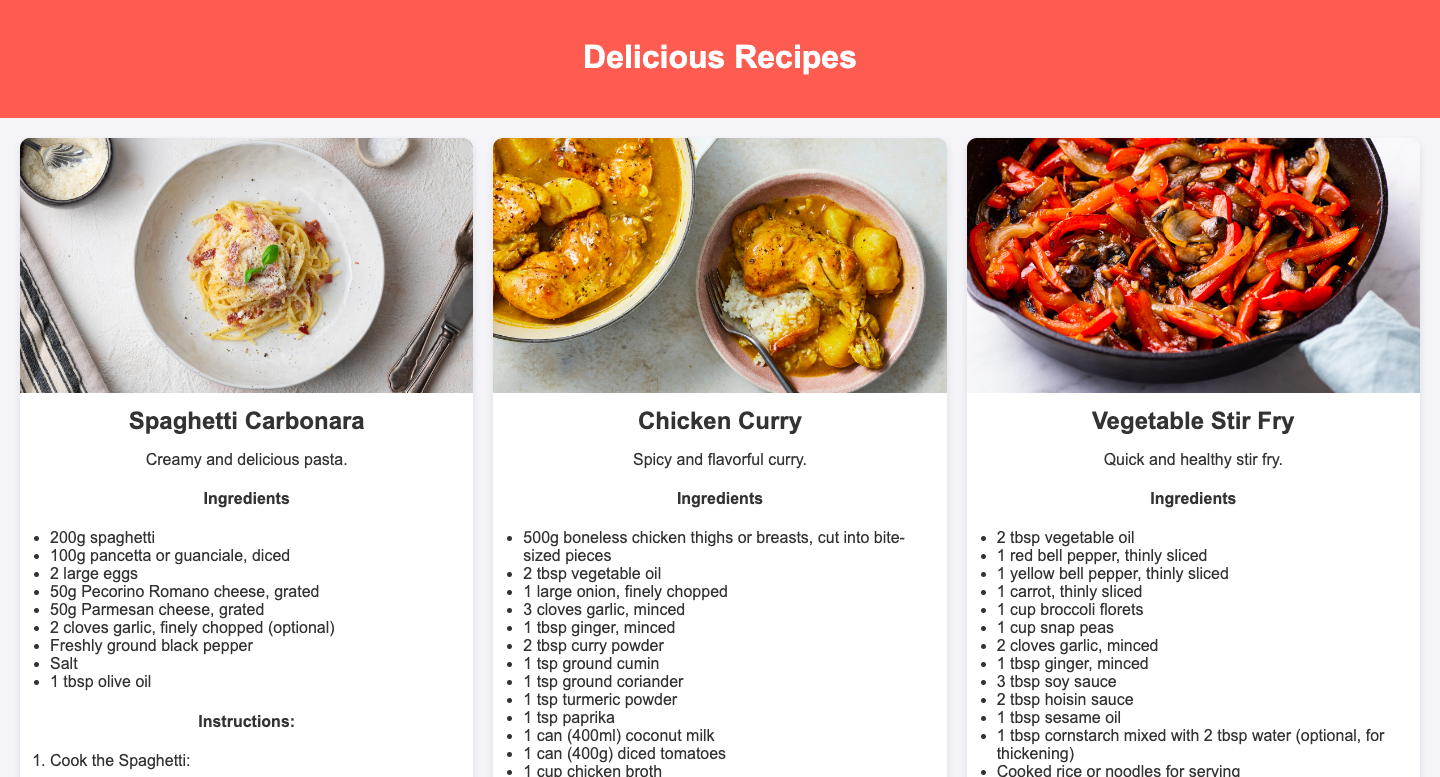 Delicious Recipes
Spaghetti Carbonara
Creamy and delicious pasta.
Ingredients
• 200g spaghetti
• 100g pancetta or guanciale, diced
• 2 large eggs
• 50g Pecorino Romano cheese, grated
• 50g Parmesan cheese, grated
• 2 cloves garlic, finely chopped (optional)
• Freshly ground black pepper
• Salt
• 1 tbsp olive oil
Instructions:
1. Cook the Spaghetti:
Chicken Curry
Spicy and flavorful curry.
Ingredients
• 500g boneless chicken thighs or breasts, cut into bite-
sized pieces
• 2 tbsp vegetable oil
• 1 large onion, finely chopped
• 3 cloves garlic, minced
• 1 tbsp ginger, minced
• 2 tbsp curry powder
• 1 tsp ground cumin
• 1 tsp ground coriander
• 1 tsp turmeric powder
• 1 tsp paprika
• 1 can (400ml) coconut milk
• 1 can (400g) diced tomatoes
• 1 cup chicken broth
Vegetable Stir Fry
Quick and healthy stir fry.
Ingredients
• 2 tbsp vegetable oil
• 1 red bell pepper, thinly sliced
• 1 yellow bell pepper, thinly sliced
• 1 carrot, thinly sliced
• 1 cup broccoli florets
• 1 cup snap peas
• 2 cloves garlic, minced
• 1 tbsp ginger, minced
• 3 tbsp soy sauce
• 2 tbsp hoisin sauce
• 1 tbsp sesame oil
• 1 tbsp cornstarch mixed with 2 tbsp water (optional, for
thickening)
• Cooked rice or noodles for serving